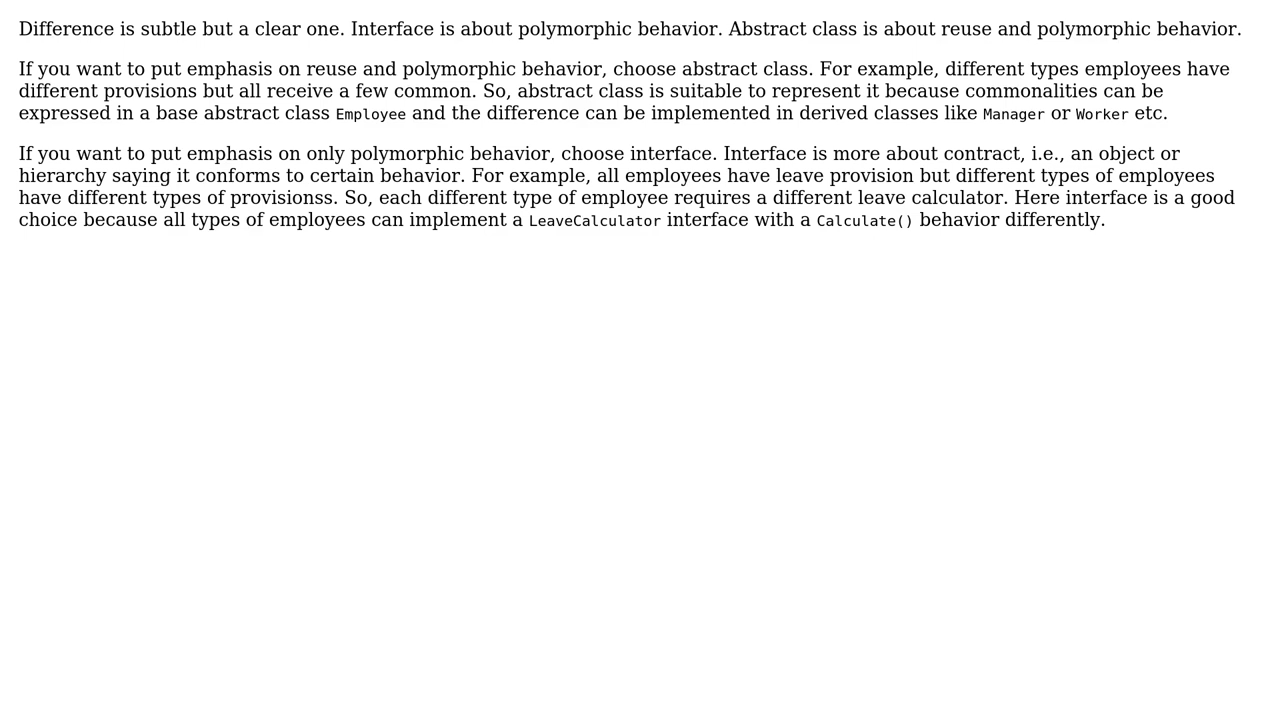 Difference is subtle but a clear one. Interface is about polymorphic behavior. Abstract class is about reuse and polymorphic behavior.
If you want to put emphasis on reuse and polymorphic behavior, choose abstract class. For example, different types employees have
different provisions but all receive a few common. So, abstract class is suitable to represent it because commonalities can be
expressed in a base abstract class Employee and the difference can be implemented in derived classes like Manager or Worker etc.
If you want to put emphasis on only polymorphic behavior, choose interface. Interface is more about contract, i.e., an object or
hierarchy saying it conforms to certain behavior. For example, all employees have leave provision but different types of employees
have different types of provisionss. So, each different type of employee requires a different leave calculator. Here interface is a good
choice because all types of employees can implement a LeaveCalculator interface with a Calculate() behavior differently.